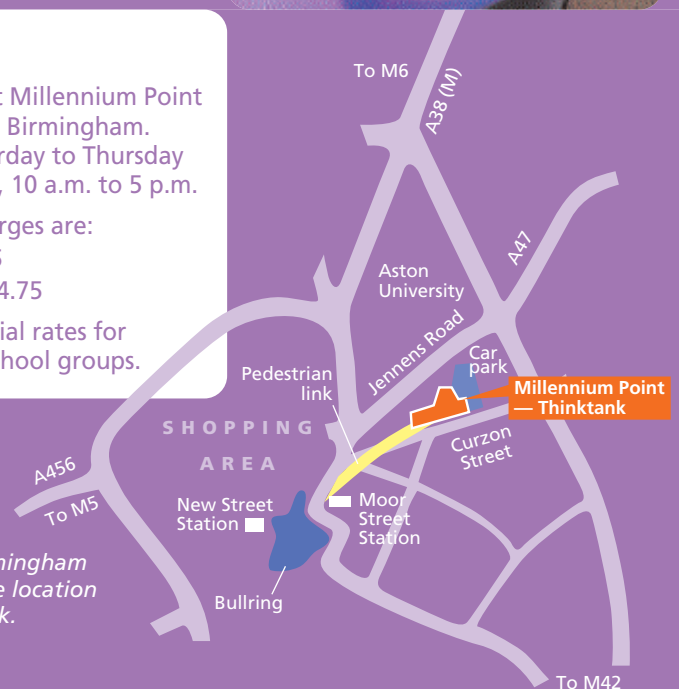 t Millennium Point
Birmingham.
rday to Thursday
, 10 a.m. to 5 p.m.
rges are:
4.75
ial rates for
hool groups.
To M6
A38 (M)
A47
Aston
University
Jennens Road
Car
park
Pedestrian
link
Millennium Point
— Thinktank
SHOPPING
AREA
Curzon
Street
A456
To M5
New Street
Station
Moor
Street
Station
Bullring
mingham
e location
k.
To M42